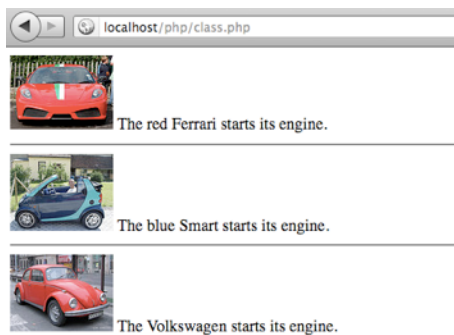 localhost/php/class.php
The red Ferrari starts its engine.
The blue Smart starts its engine.
The Volkswagen starts its engine.